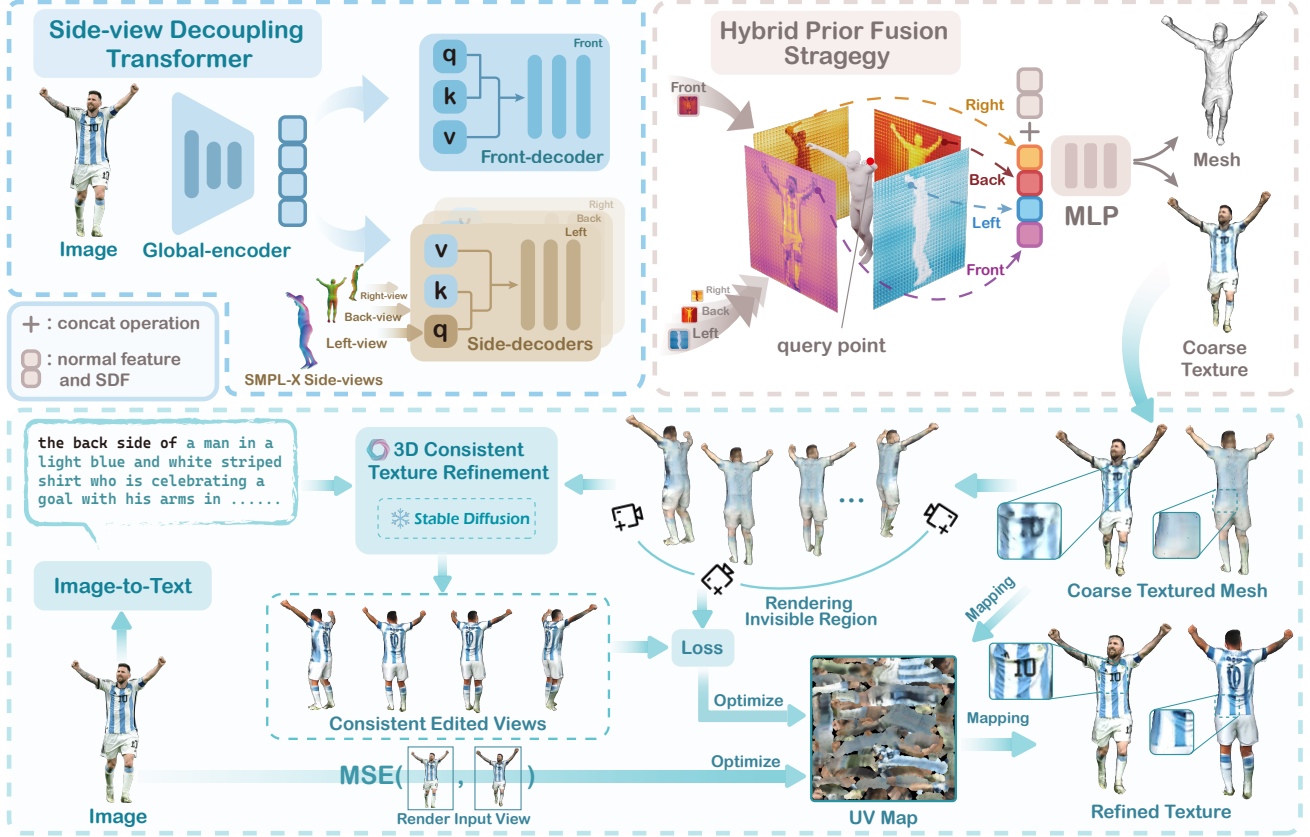 Side-view Decoupling
Transformer
Image
Global-encoder
q
k
v
Front
Front-decoder
Right
Back
Left
v
k
q
Side-decoders
Right-view
Back-view
Left-view
SMPL-X Side-views
+ : concat operation
: normal feature
and SDF
Hybrid Prior Fusion
Stragegy
Front
Right
Back
Left
query point
Right
Back
Left
Front
+
MLP
Mesh
Coarse
Texture
the back side of a man in a
light blue and white striped
shirt who is celebrating a
goal with his arms in ......
Image-to-Text
Image
3D Consistent
Texture Refinement
Stable Diffusion
Consistent Edited Views
MSE( , )
Render Input View
...
Rendering
Invisible Region
Loss
Optimize
Optimize
UV Map
Coarse Textured Mesh
Mapping
Mapping
10
Refined Texture